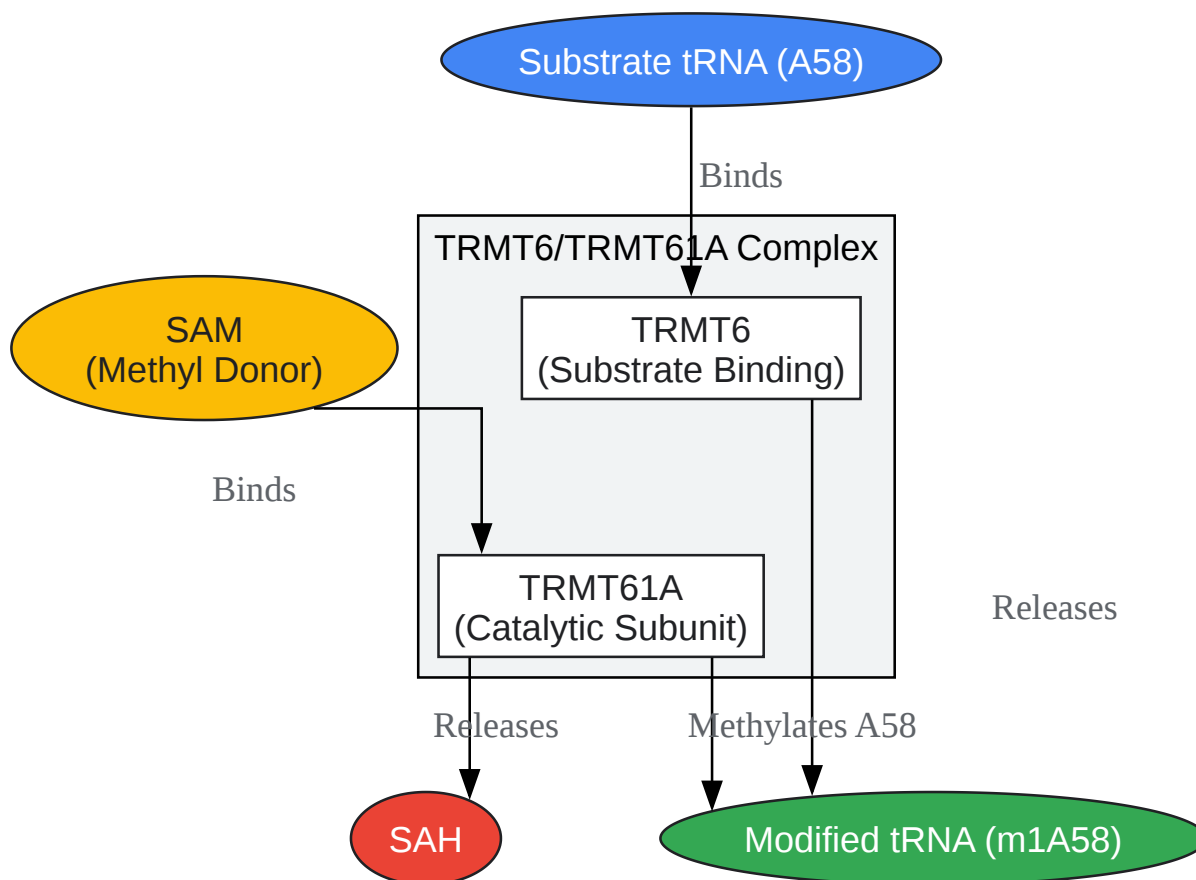 Substrate tRNA (A58)
Binds
TRMT6/TRMT61A Complex
SAM
(Methyl Donor)
TRMT6
(Substrate Binding)
Binds
TRMT61A
(Catalytic Subunit)
Releases
Releases
Methylates A58
SAH
Modified tRNA (m1A58)